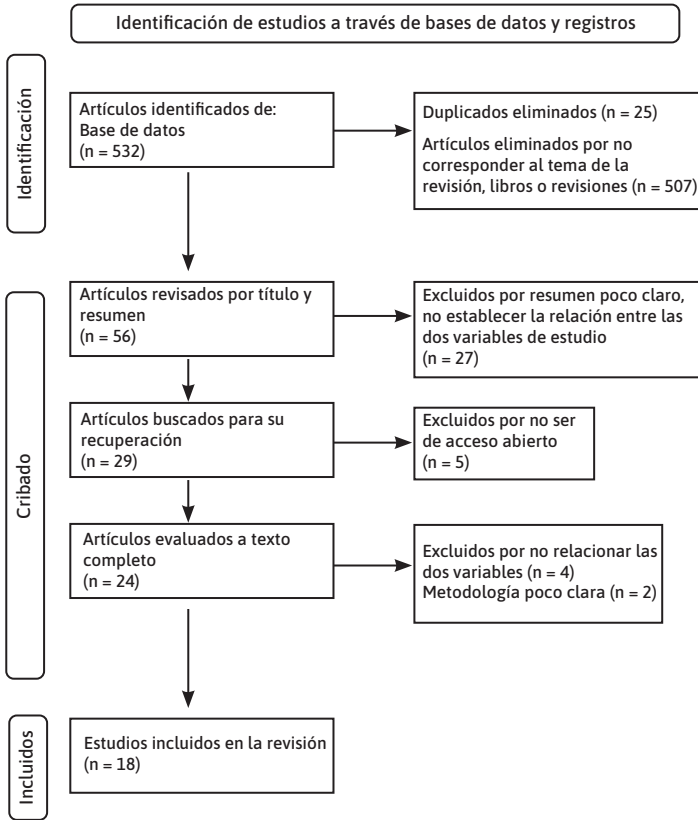 Identificación de estudios a través de bases de datos y registros
Identificación
Artículos identificados de:
Base de datos
(n = 532)
Duplicados eliminados (n = 25)
Artículos eliminados por no
corresponder al tema de la
revisión, libros o revisiones (n = 507)
Cribado
Artículos revisados por título y
resumen
(n = 56)
Excluidos por resumen poco claro,
no establecer la relación entre las
dos variables de estudio
(n = 27)
Artículos buscados para su
recuperación
(n = 29)
Excluidos por no ser
de acceso abierto
(n = 5)
Artículos evaluados a texto
completo
(n = 24)
Excluidos por no relacionar las
dos variables (n = 4)
Metodología poco clara (n = 2)
Incluidos
Estudios incluidos en la revisión
(n = 18)